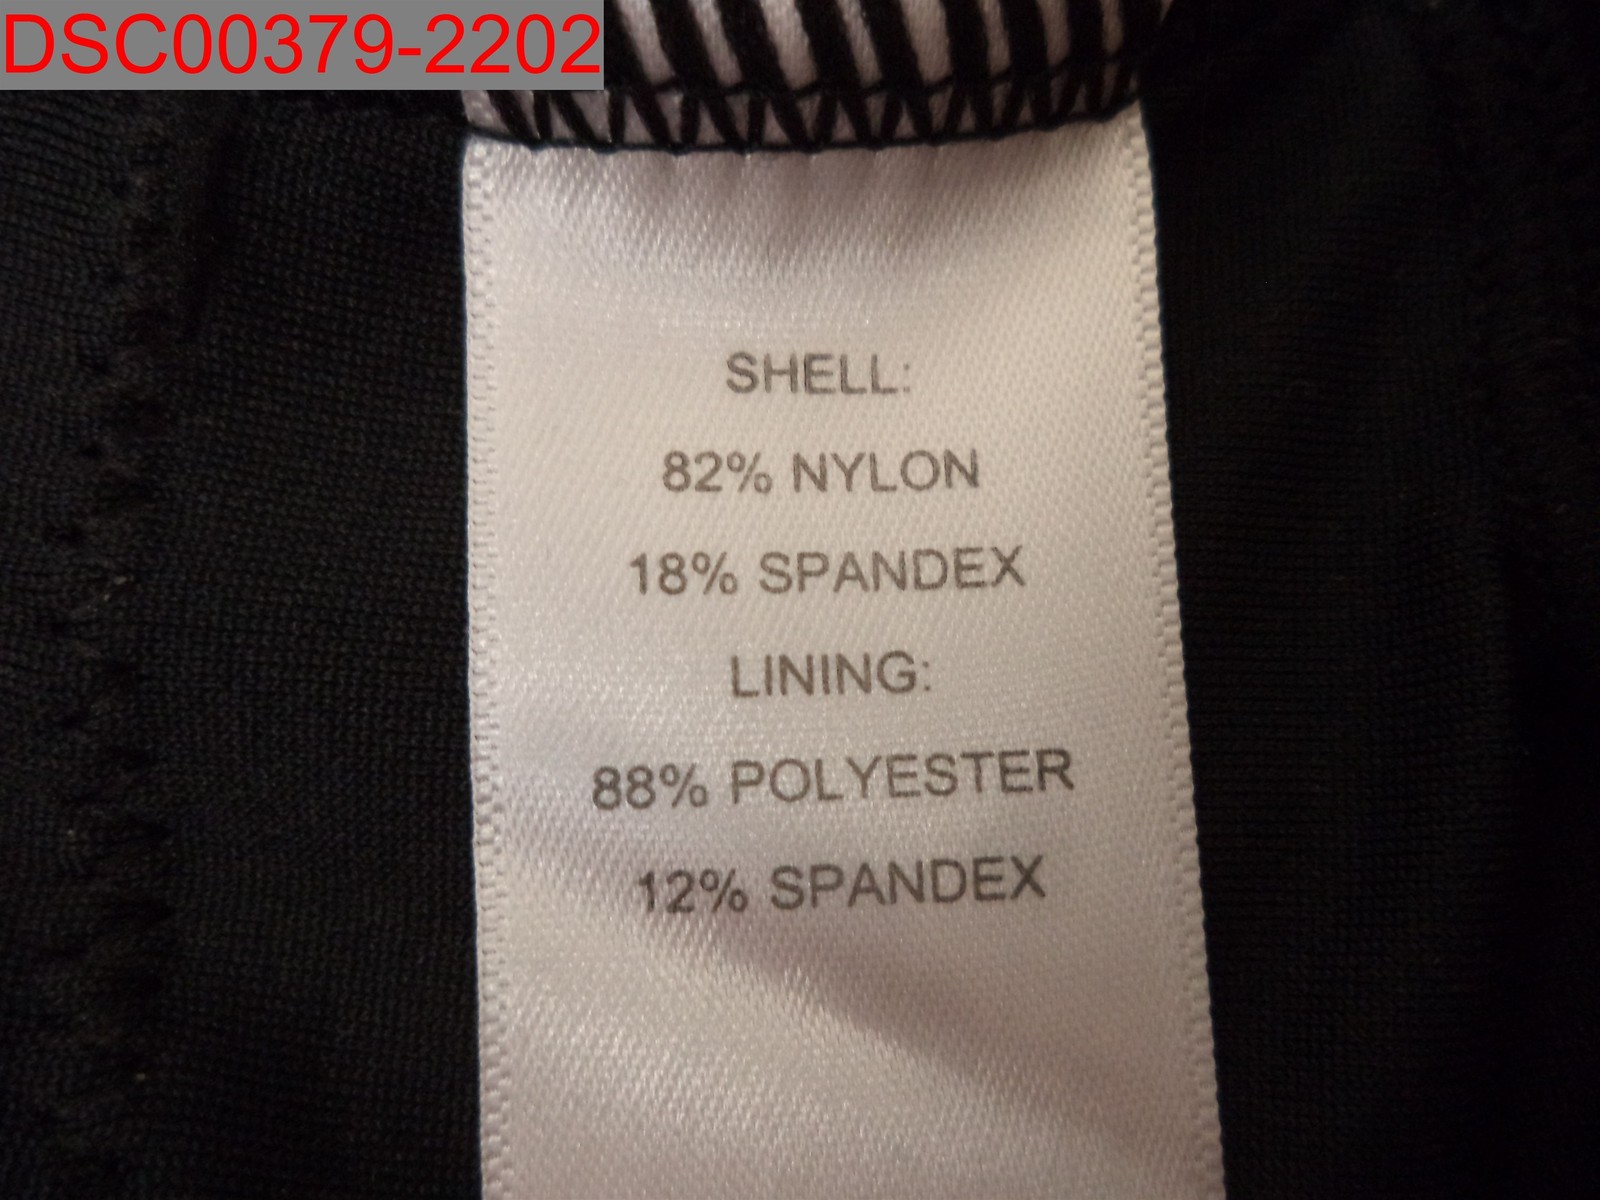 DSC00379-2202
SHELL:
82% NYLON
18% SPANDEX
LINING:
88% POLYESTER
12% SPANDEX